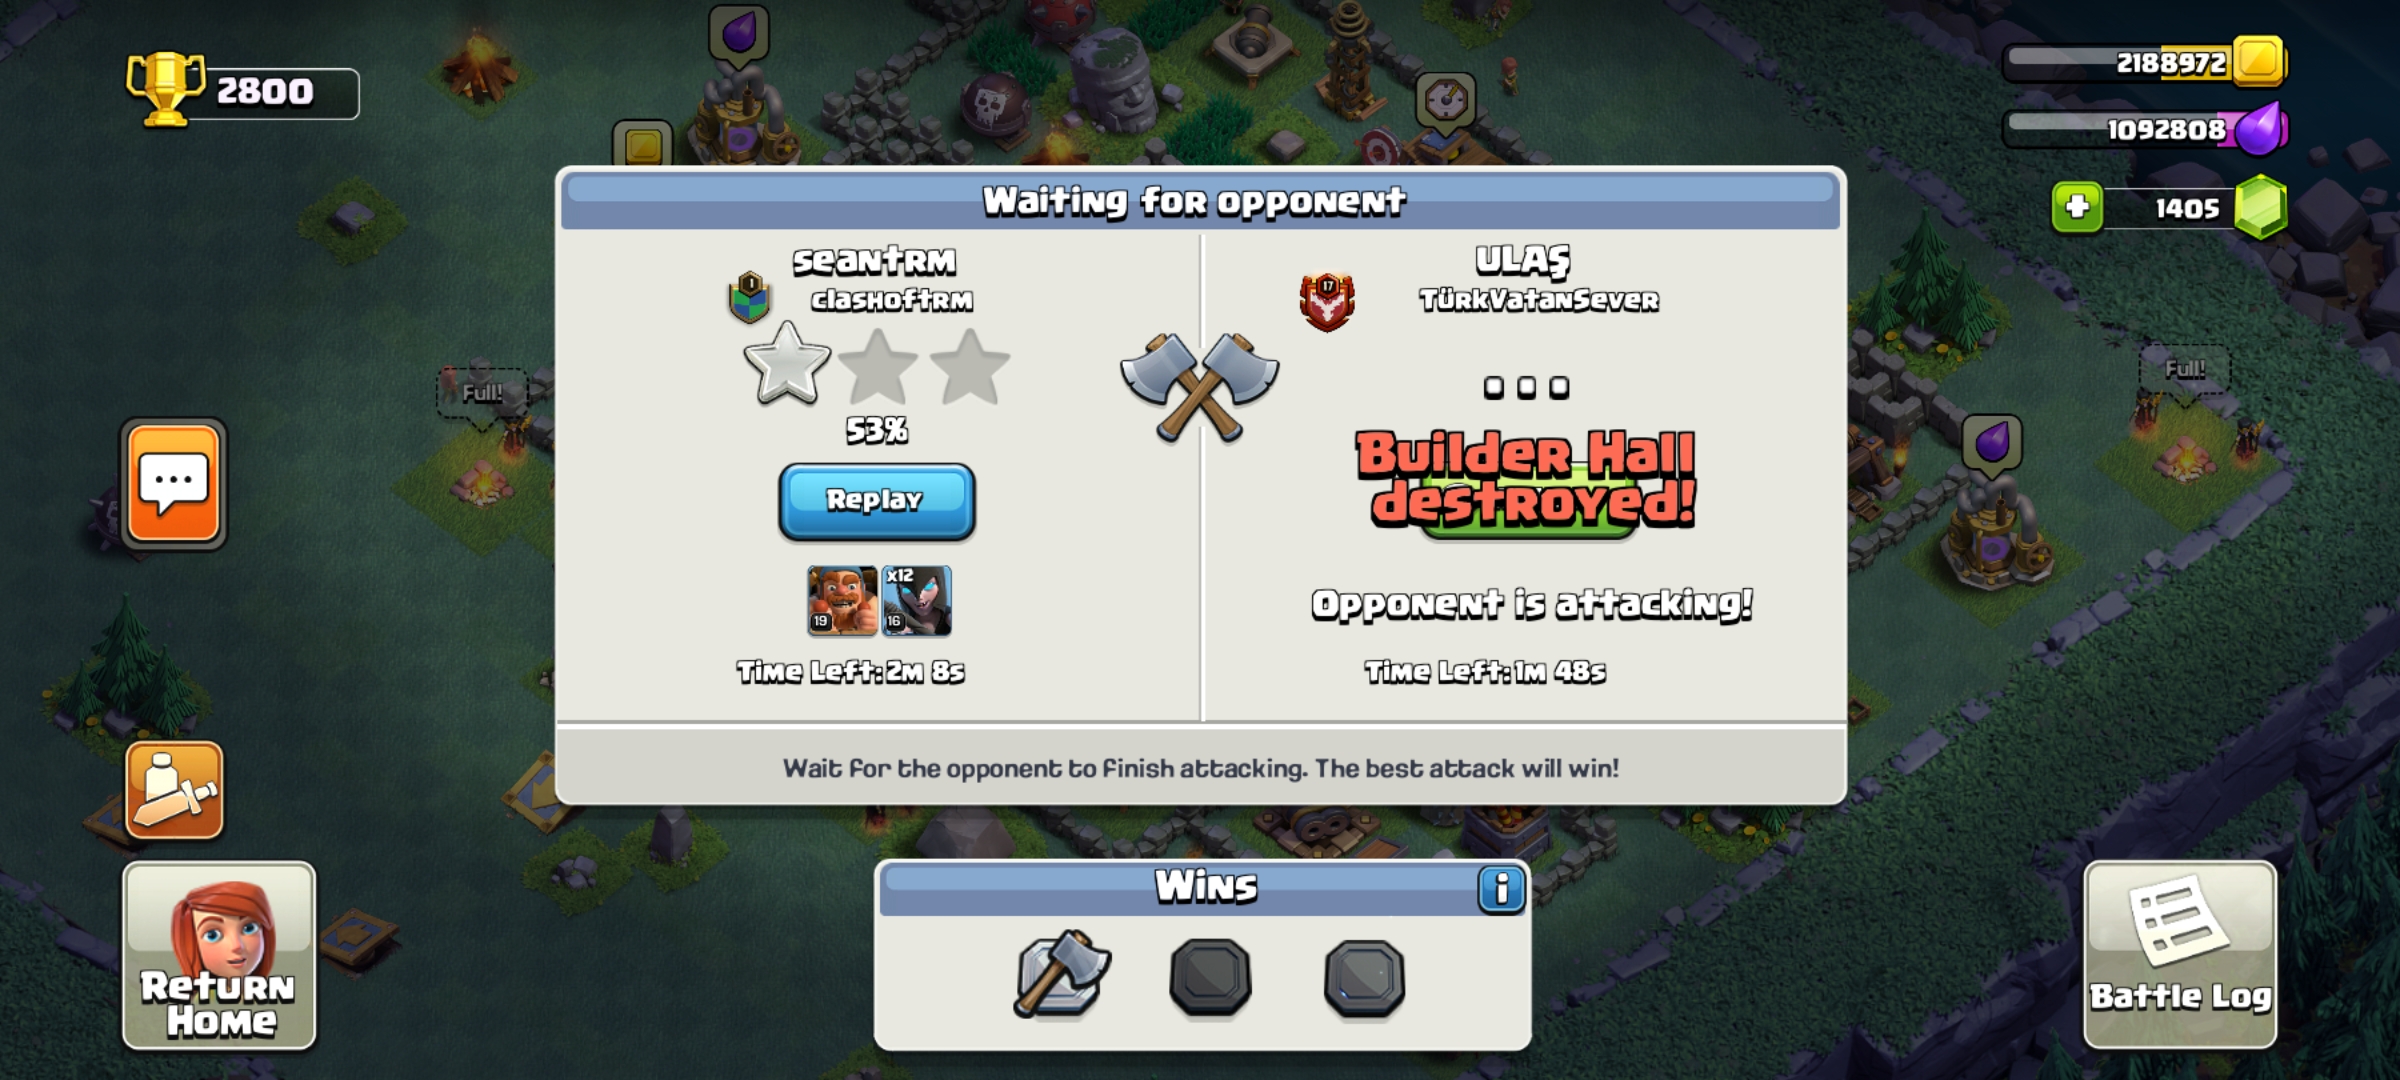 2800
2188972
1092808
1405
Waiting for opponent
seantrm
1
clashoftrm
53%
Replay
x12
19
16
Time Left:2m 8s
ULAŞ
17
TürkVatanSever
Builder Hall
destroyed!
Opponent is attacking!
Time Left:1m 48s
Wait for the opponent to finish attacking. The best attack will win!
Full!
Full!
Wins
i
Return
Home
Battle Log